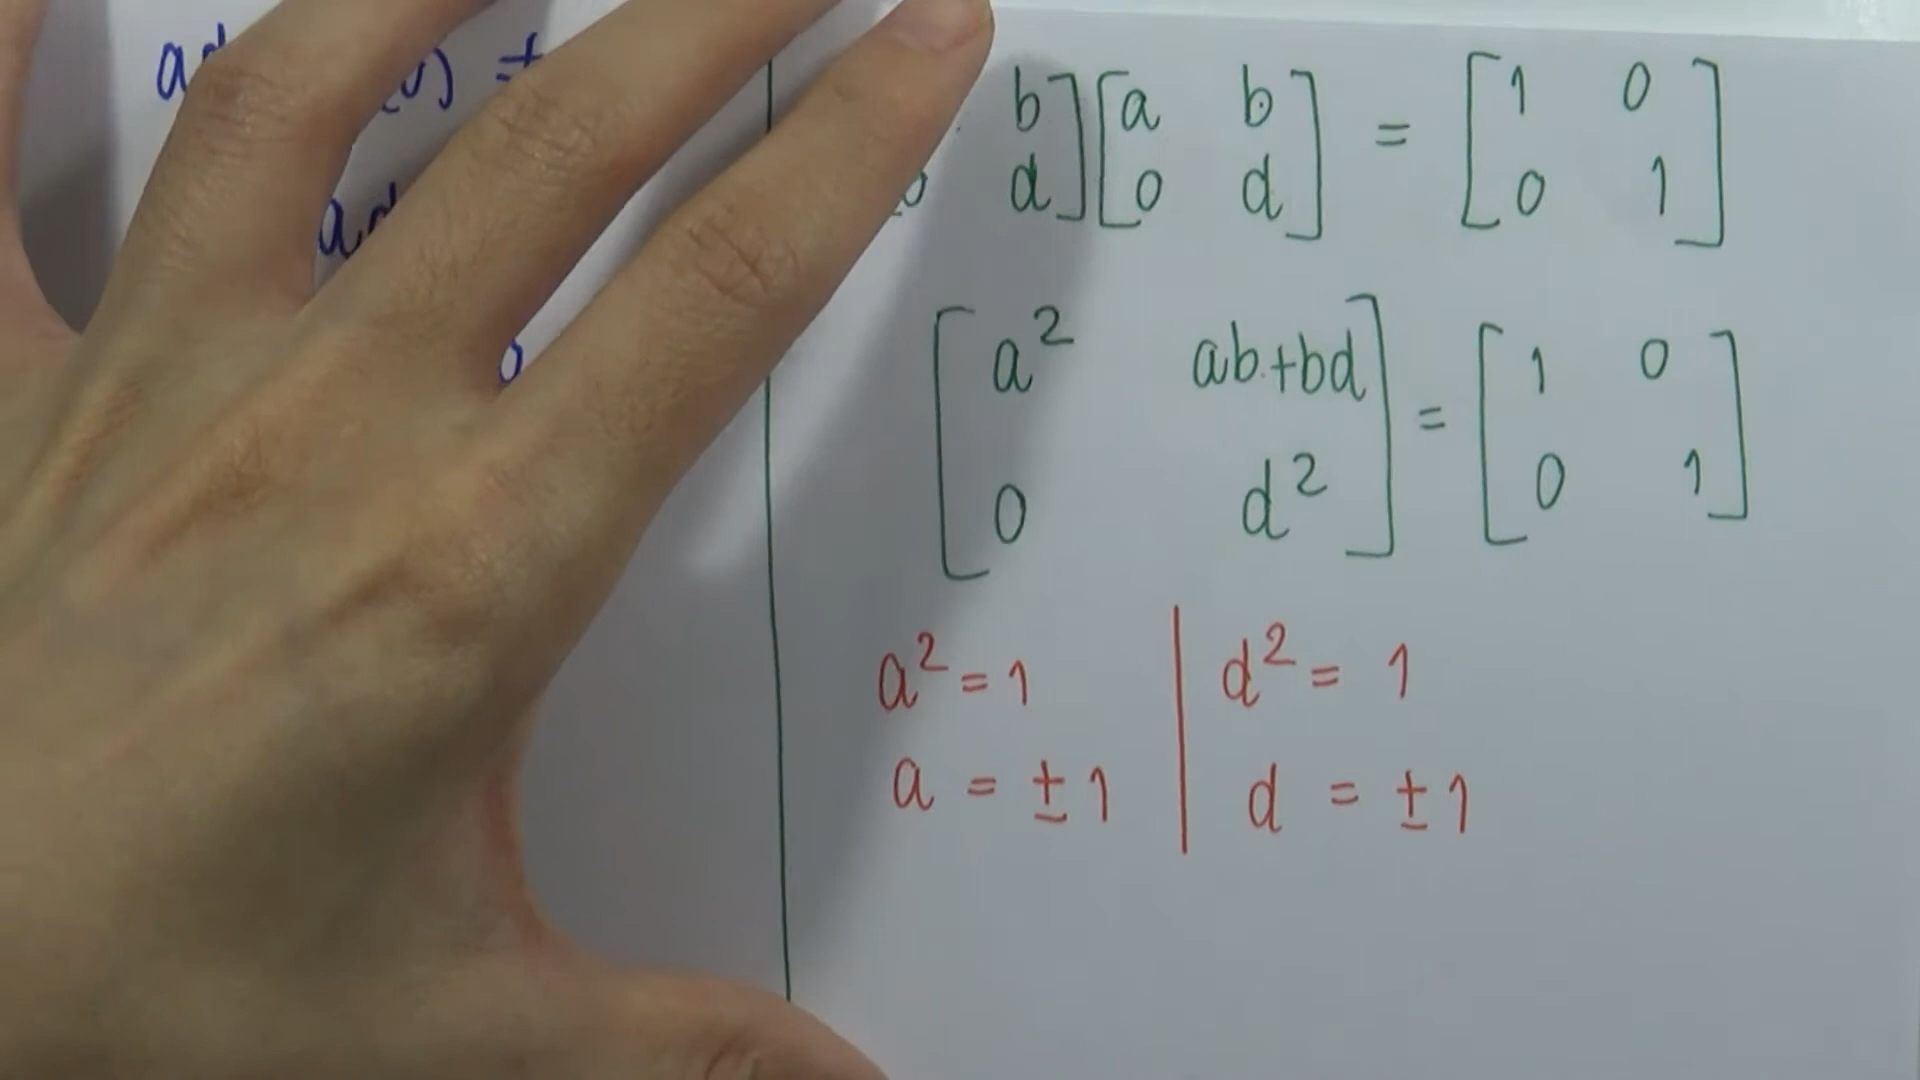 b] [a b] = [1 0]
d] [0 d] [0 1]
[a² ab+bd] = [1 0]
[0 d²] [0 1]
a² = 1 | d² = 1
a = ± 1 | d = ± 1